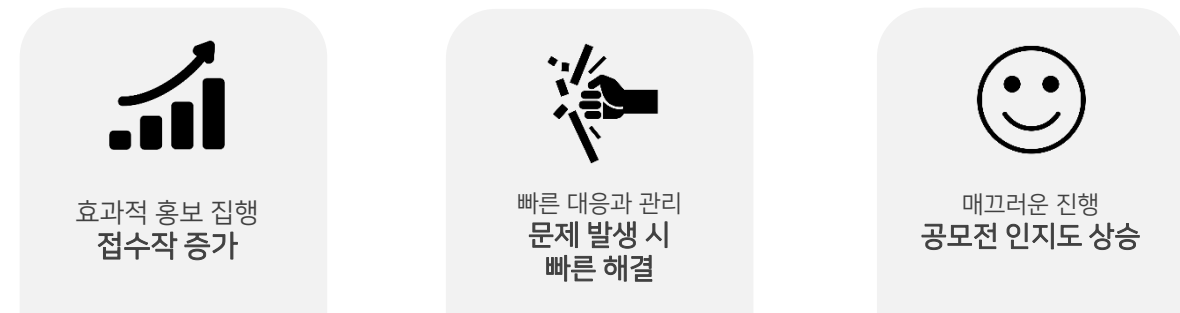 효과적 홍보 집행
접수작 증가
빠른 대응과 관리
문제 발생 시
빠른 해결
매끄러운 진행
공모전 인지도 상승